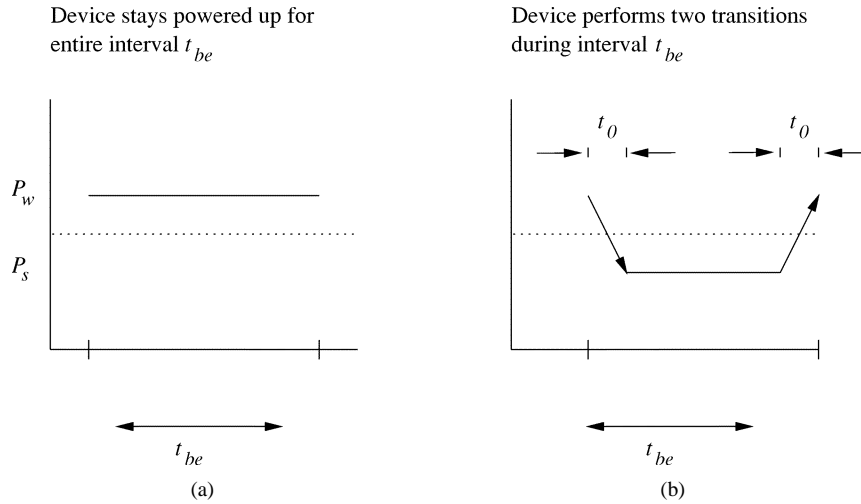 Device stays powered up for
entire interval t_be
Device performs two transitions
during interval t_be
t_0
t_0
P_w
P_s
t_be
t_be
(a)
(b)